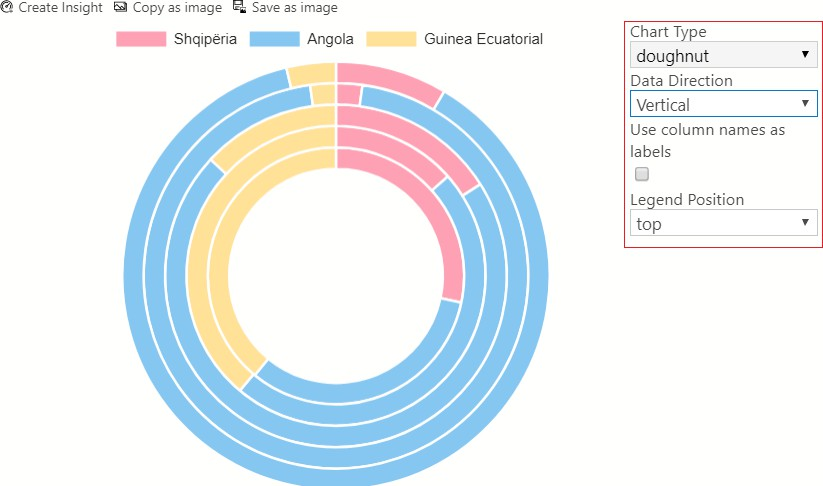 Create Insight Copy as image Save as image
Shqipëria Angola Guinea Ecuatorial
Chart Type
doughnut
Data Direction
Vertical
Use column names as
labels
Legend Position
top